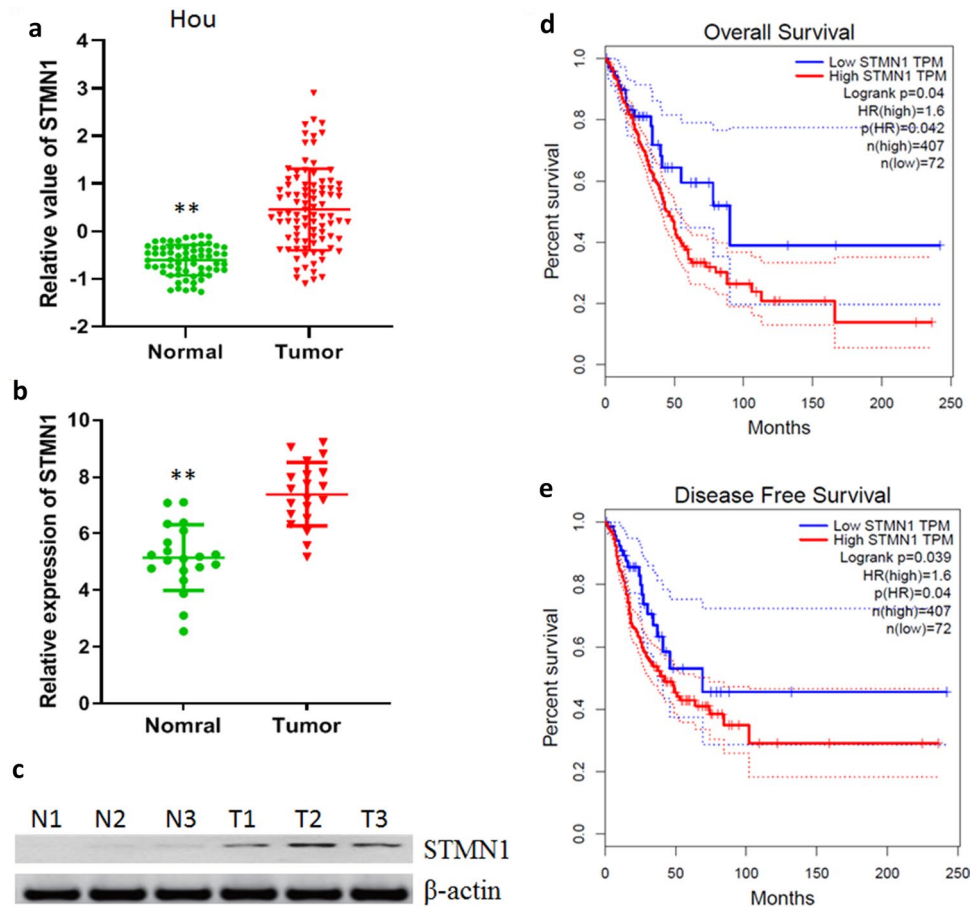 a
Hou
Relative value of STMN1
4
3
2
1
0
-1
-2
**
Normal
Tumor
b
Relative expression of STMN1
10
8
6
4
2
0
**
Nomral
Tumor
c
N1 N2 N3 T1 T2 T3
STMN1
β-actin
d
Overall Survival
Low STMN1 TPM
High STMN1 TPM
Logrank p=0.04
HR(high)=1.6
p(HR)=0.042
n(high)=407
n(low)=72
Percent survival
1.0
0.8
0.6
0.4
0.2
0.0
0 50 100 150 200 250
Months
e
Disease Free Survival
Low STMN1 TPM
High STMN1 TPM
Logrank p=0.039
HR(high)=1.6
p(HR)=0.04
n(high)=407
n(low)=72
Percent survival
1.0
0.8
0.6
0.4
0.2
0.0
0 50 100 150 200 250
Months